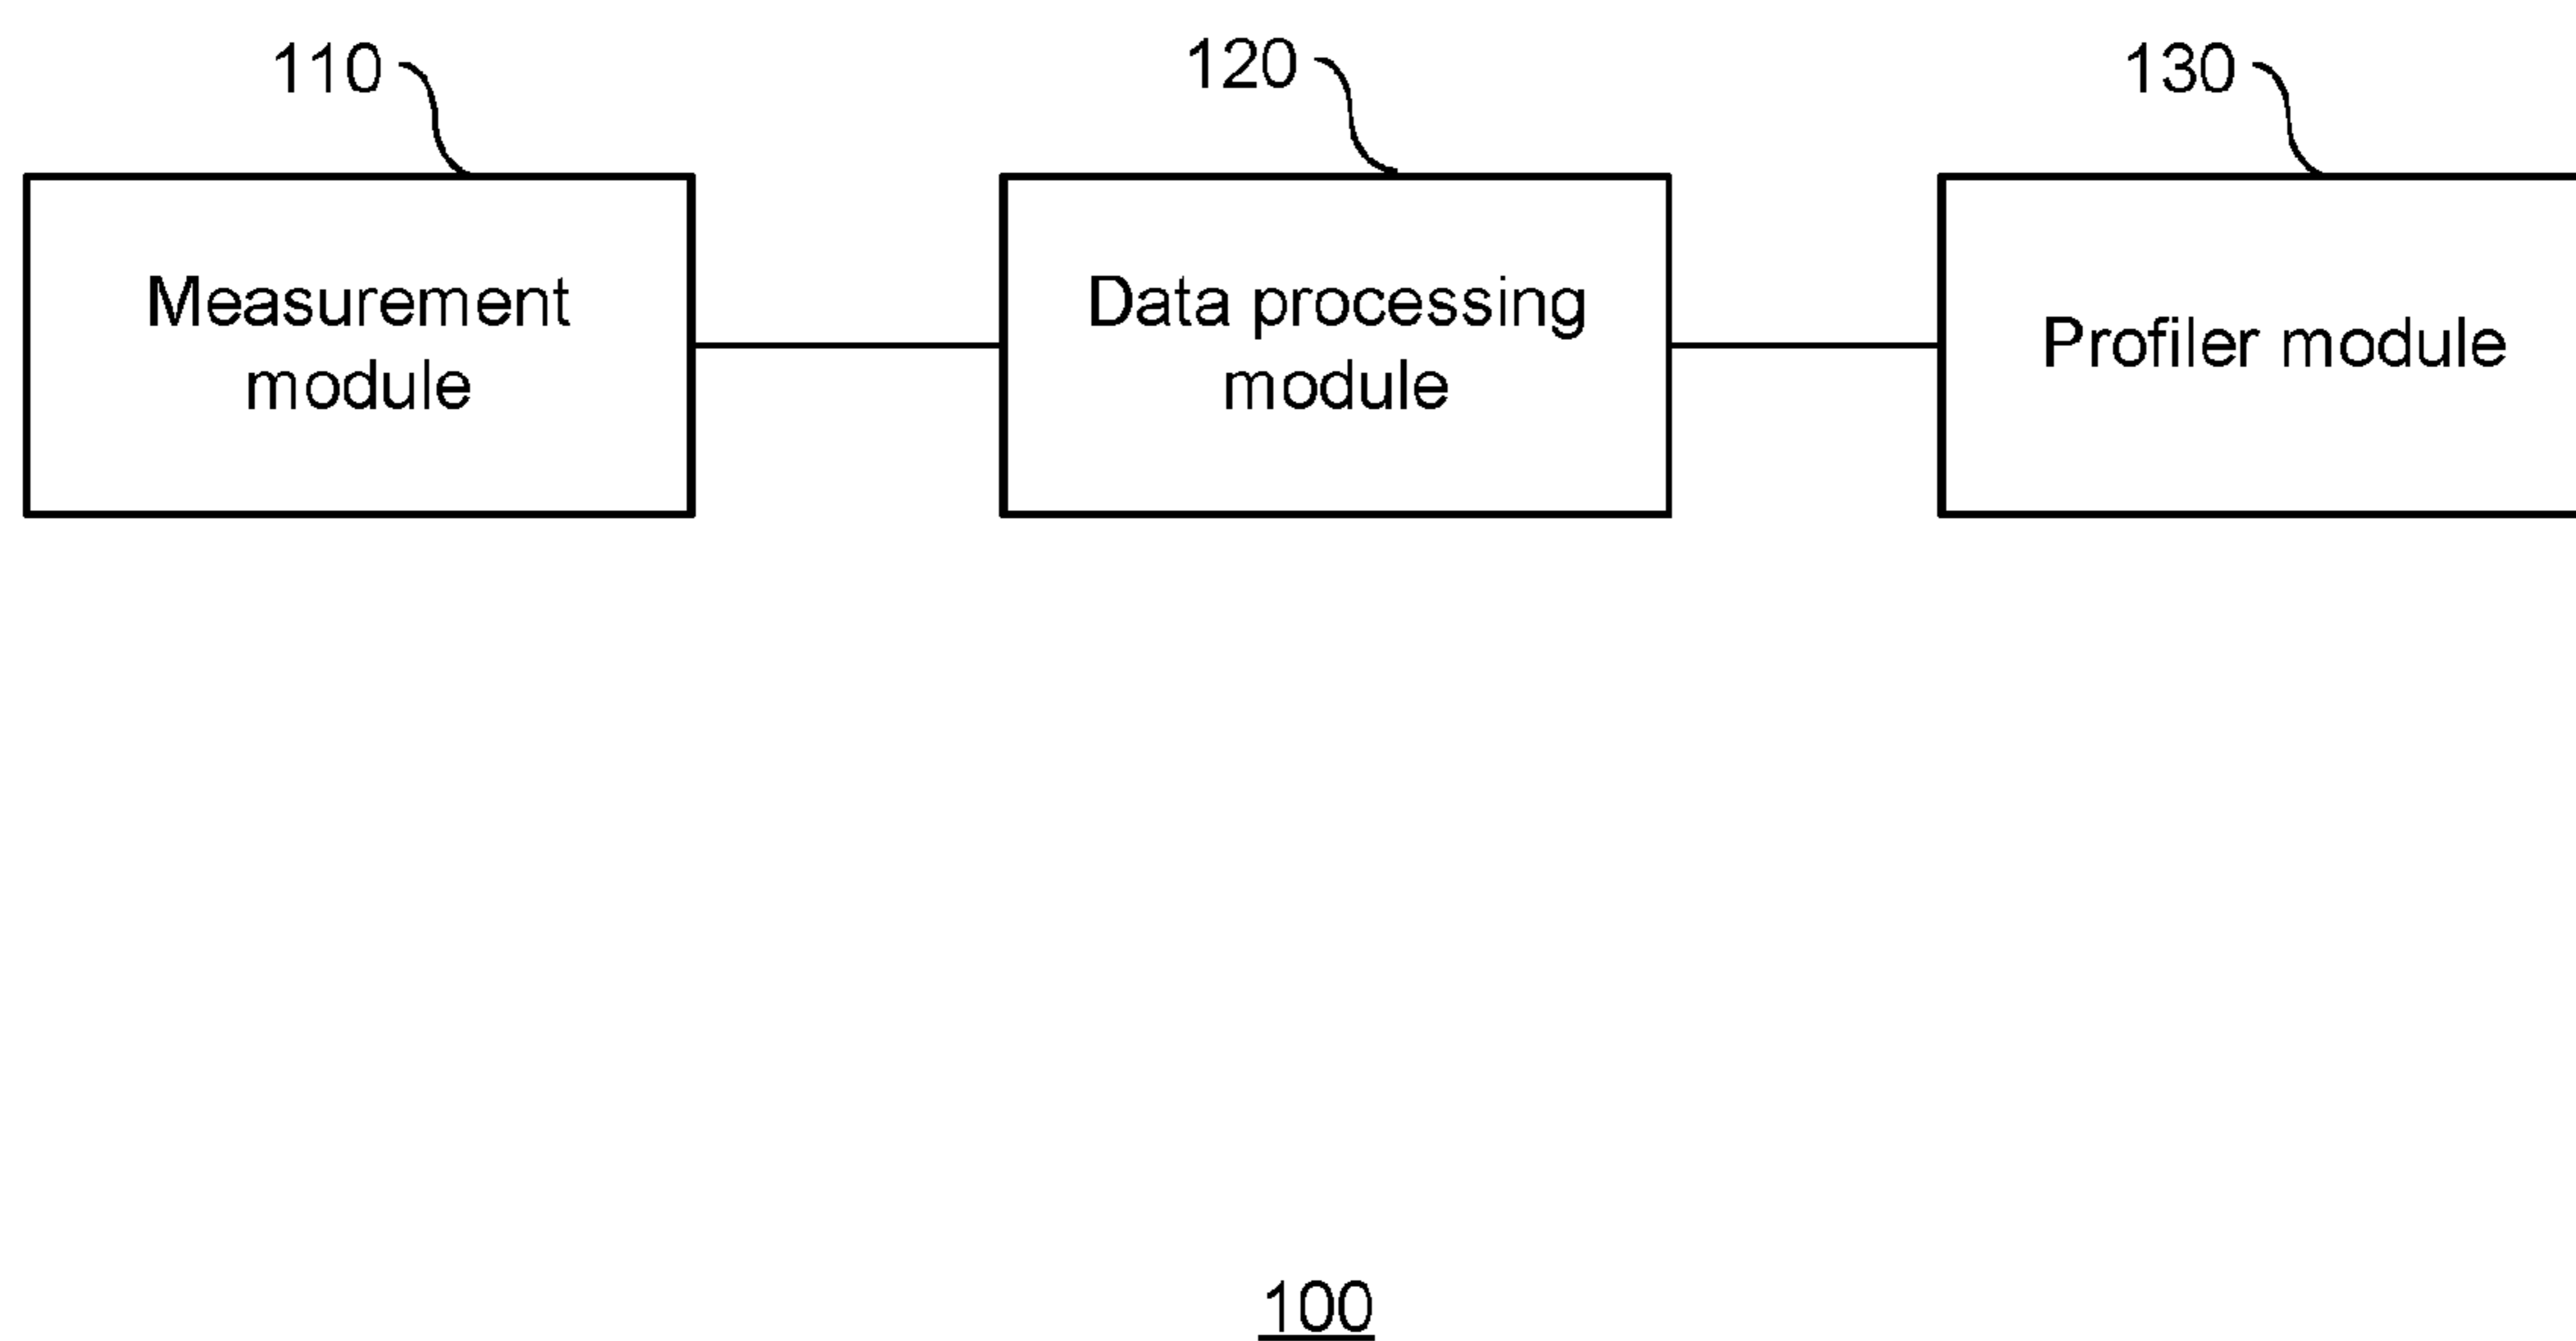 110
120
130
Measurement
module
Data processing
module
Profiler module
100